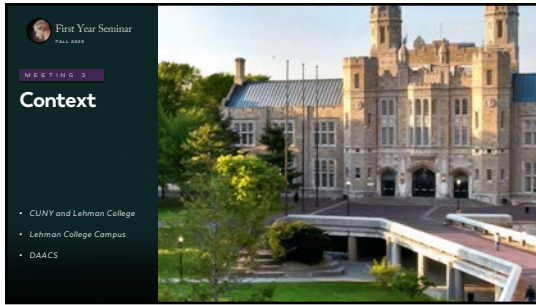 First Year Seminar
FALL 2023
MEETING 3
Context
• CUNY and Lehman College
• Lehman College Campus
• DAACS